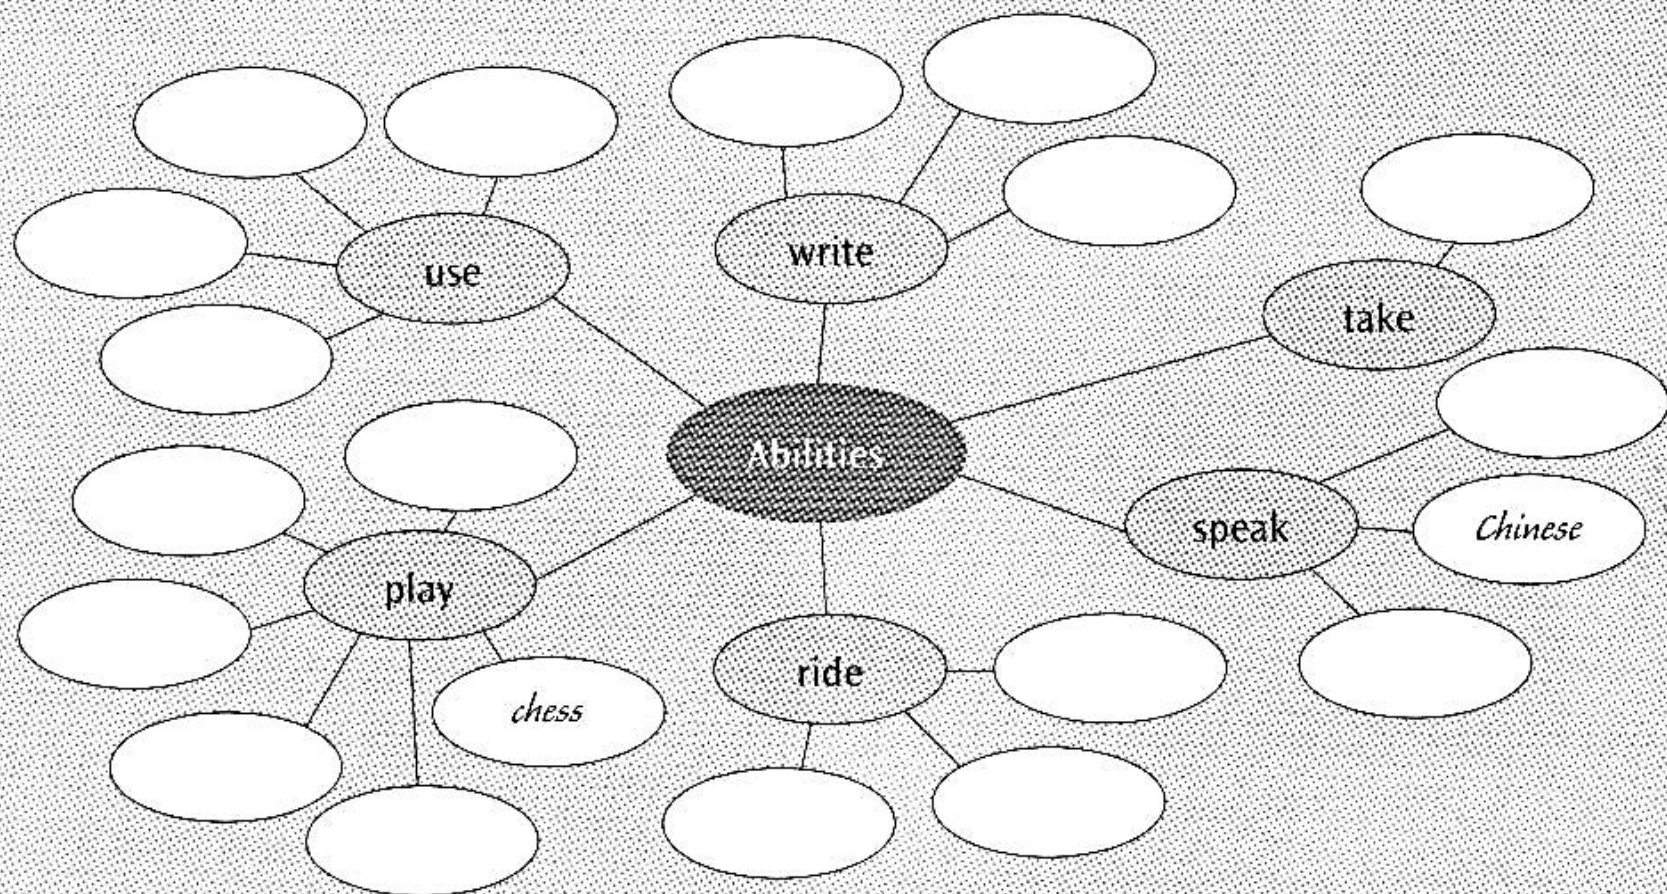 write
use
take
Abilities
Chinese
speak
play
ride
chess